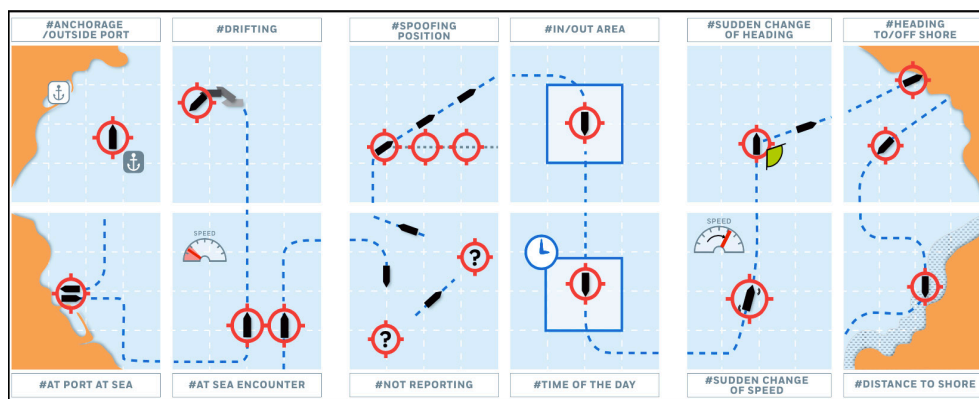 #ANCHORAGE
/OUTSIDE PORT
#DRIFTING
#SPOOFING
POSITION
#IN/OUT AREA
#SUDDEN CHANGE
OF HEADING
#HEADING
TO/OFF SHORE
SPEED
SPEED
?
?
#AT PORT AT SEA
#AT SEA ENCOUNTER
#NOT REPORTING
#TIME OF THE DAY
#SUDDEN CHANGE
OF SPEED
#DISTANCE TO SHORE